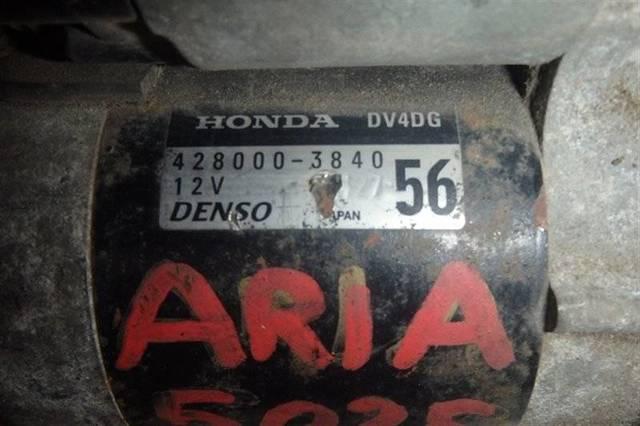 HONDA DV4DG
428000-3840
12V 56
DENSO JAPAN
ARIA